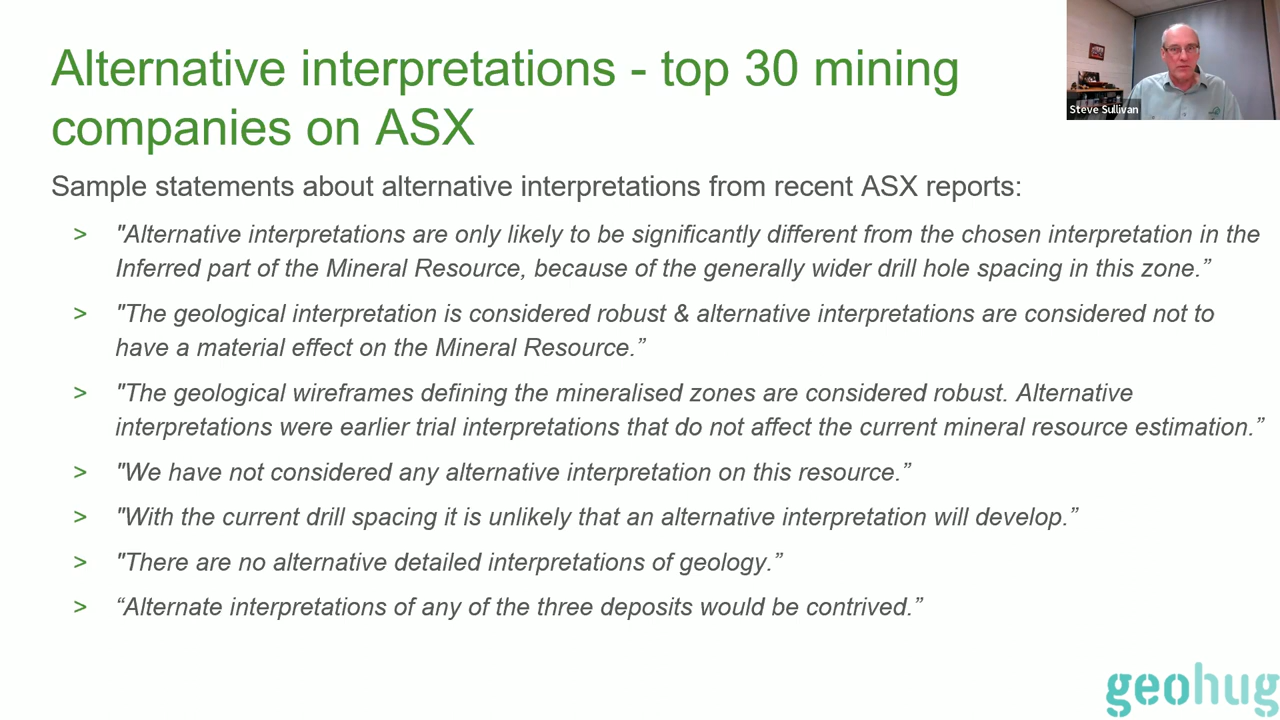 Alternative interpretations - top 30 mining
companies on ASX
Steve Sullivan
Sample statements about alternative interpretations from recent ASX reports:
> "Alternative interpretations are only likely to be significantly different from the chosen interpretation in the
Inferred part of the Mineral Resource, because of the generally wider drill hole spacing in this zone.”
> "The geological interpretation is considered robust & alternative interpretations are considered not to
have a material effect on the Mineral Resource.”
> "The geological wireframes defining the mineralised zones are considered robust. Alternative
interpretations were earlier trial interpretations that do not affect the current mineral resource estimation.”
> "We have not considered any alternative interpretation on this resource.”
> "With the current drill spacing it is unlikely that an alternative interpretation will develop.”
> "There are no alternative detailed interpretations of geology.”
> “Alternate interpretations of any of the three deposits would be contrived.”
geohug